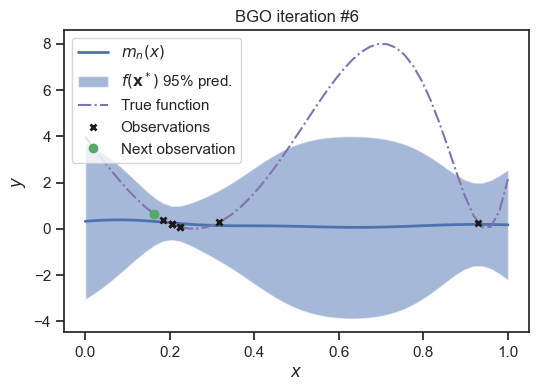 BGO iteration #6
mₙ(x)
f(x*) 95% pred.
True function
Observations
Next observation
y
8
6
4
2
0
−2
−4
0.0 0.2 0.4 0.6 0.8 1.0
x